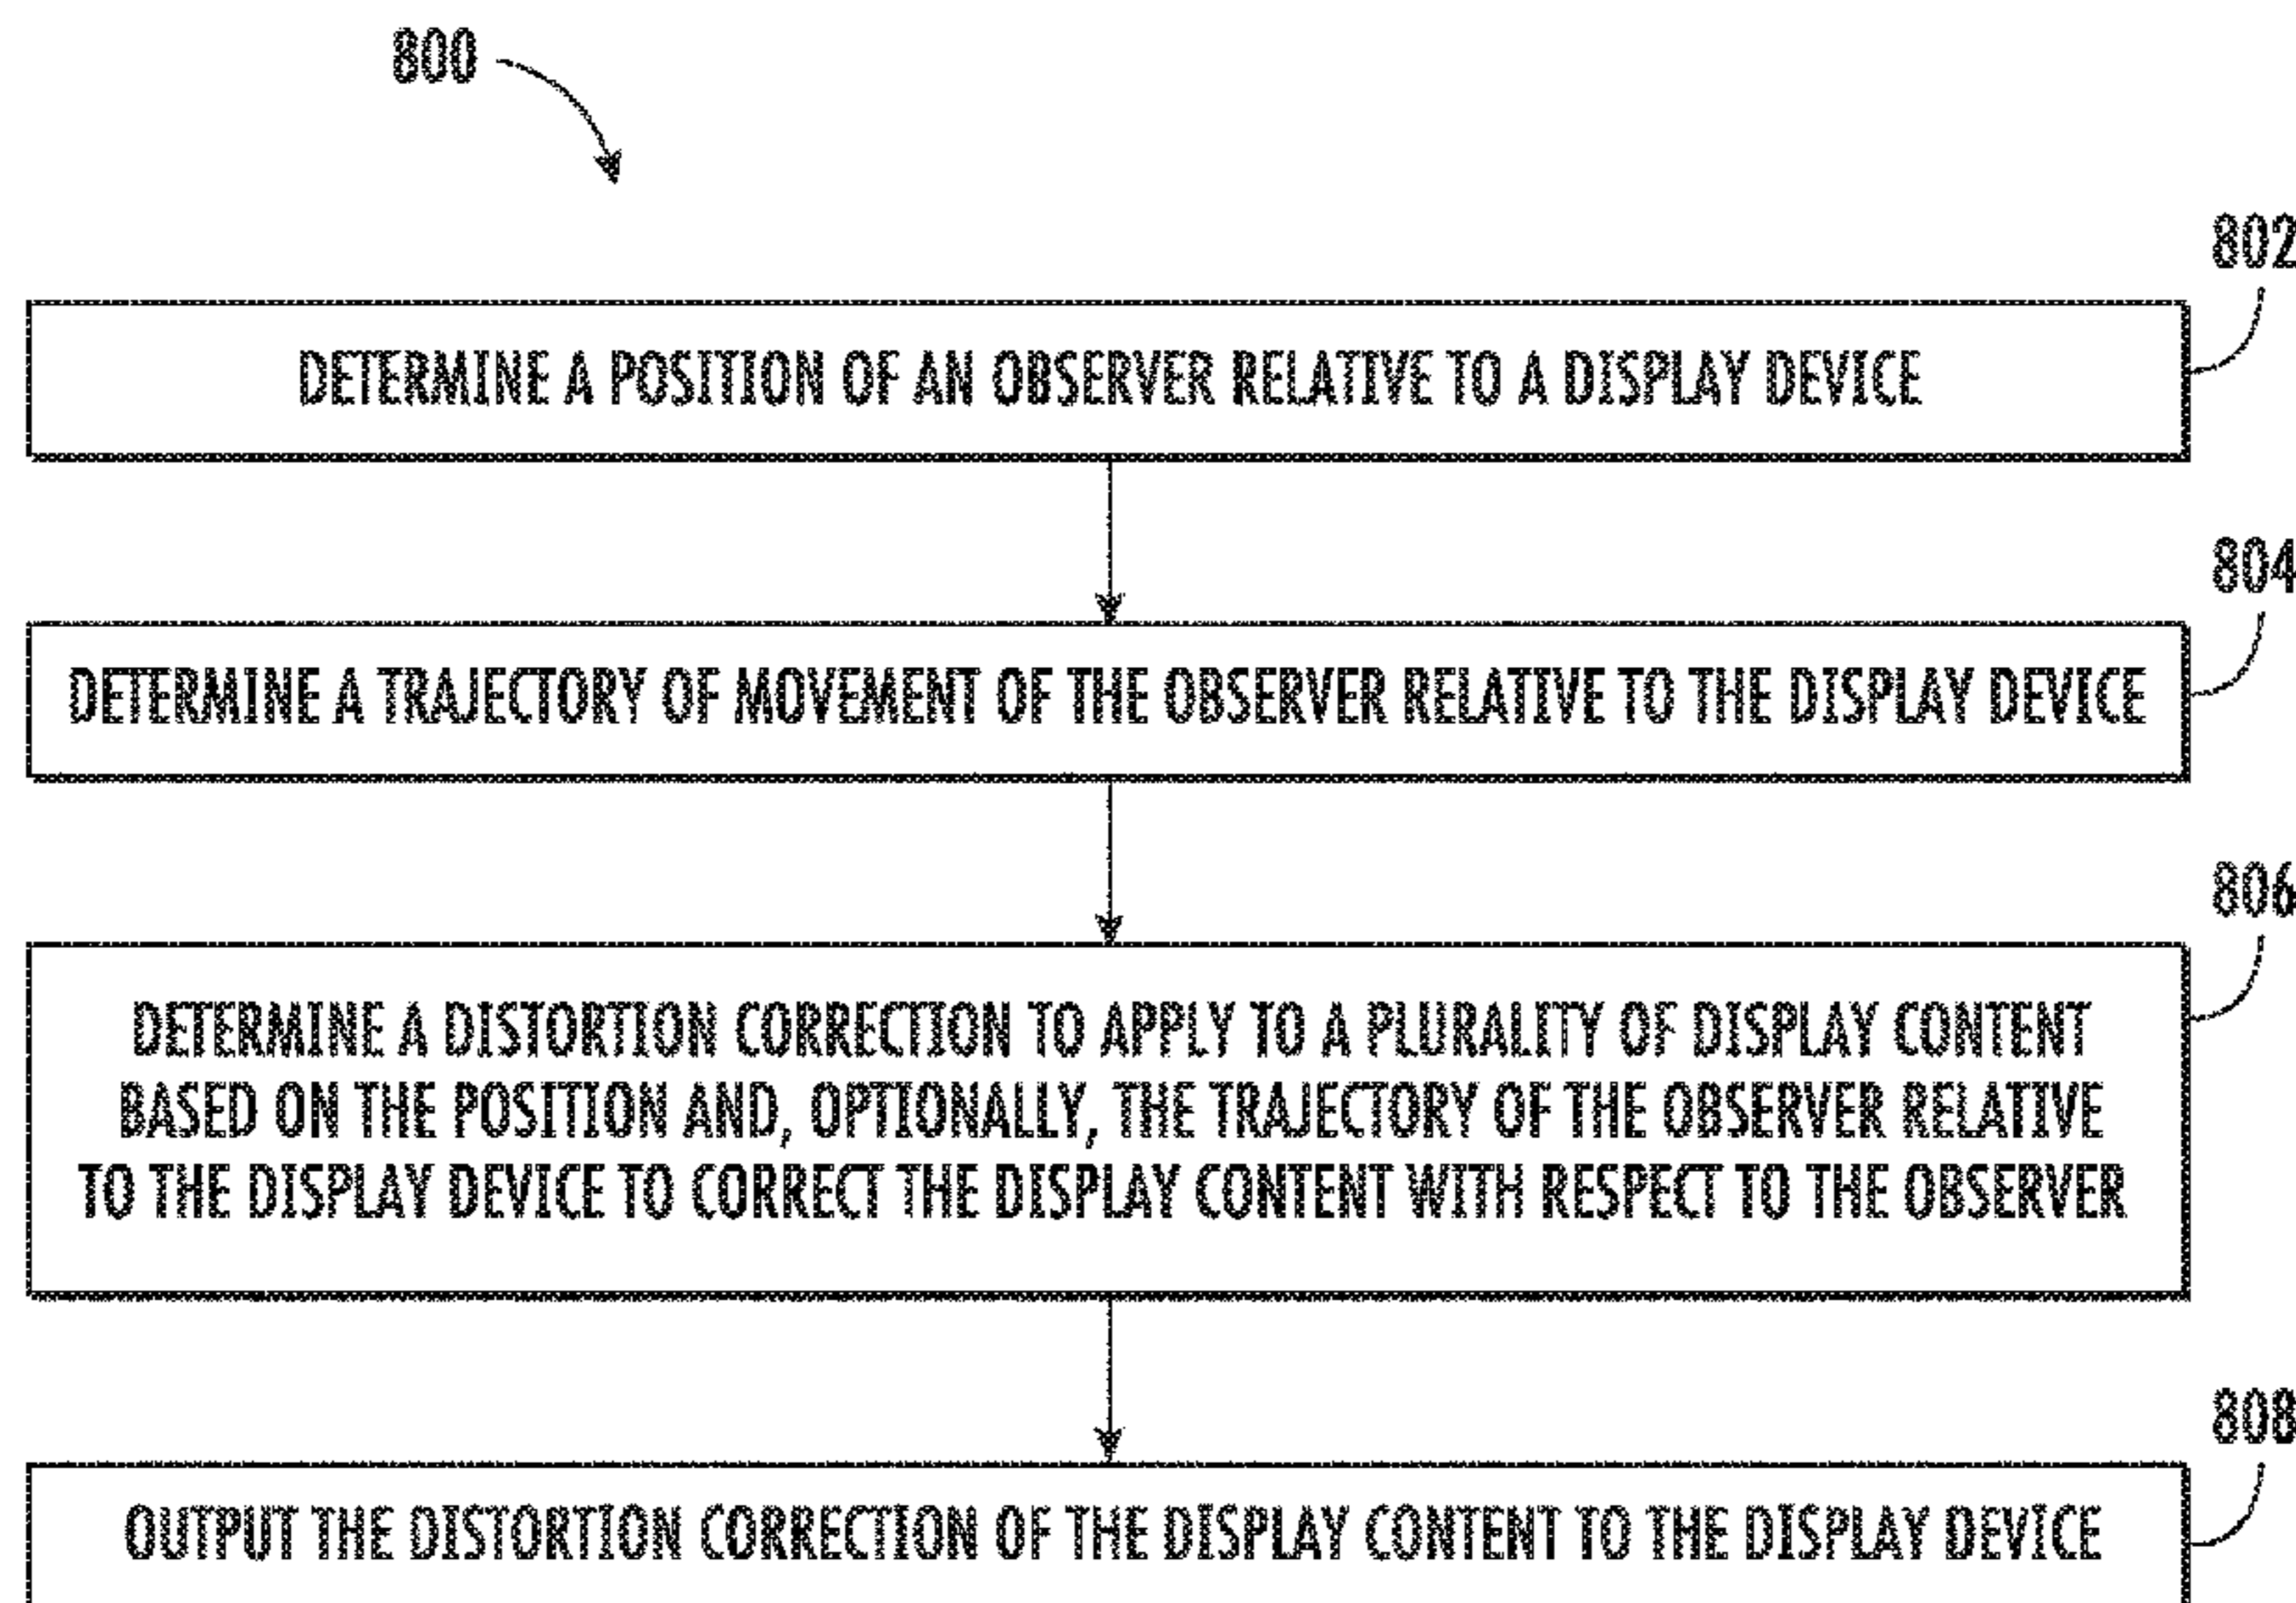 800
802
DETERMINE A POSITION OF AN OBSERVER RELATIVE TO A DISPLAY DEVICE
804
DETERMINE A TRAJECTORY OF MOVEMENT OF THE OBSERVER RELATIVE TO THE DISPLAY DEVICE
806
DETERMINE A DISTORTION CORRECTION TO APPLY TO A PLURALITY OF DISPLAY CONTENT
BASED ON THE POSITION AND, OPTIONALLY, THE TRAJECTORY OF THE OBSERVER RELATIVE
TO THE DISPLAY DEVICE TO CORRECT THE DISPLAY CONTENT WITH RESPECT TO THE OBSERVER
808
OUTPUT THE DISTORTION CORRECTION OF THE DISPLAY CONTENT TO THE DISPLAY DEVICE